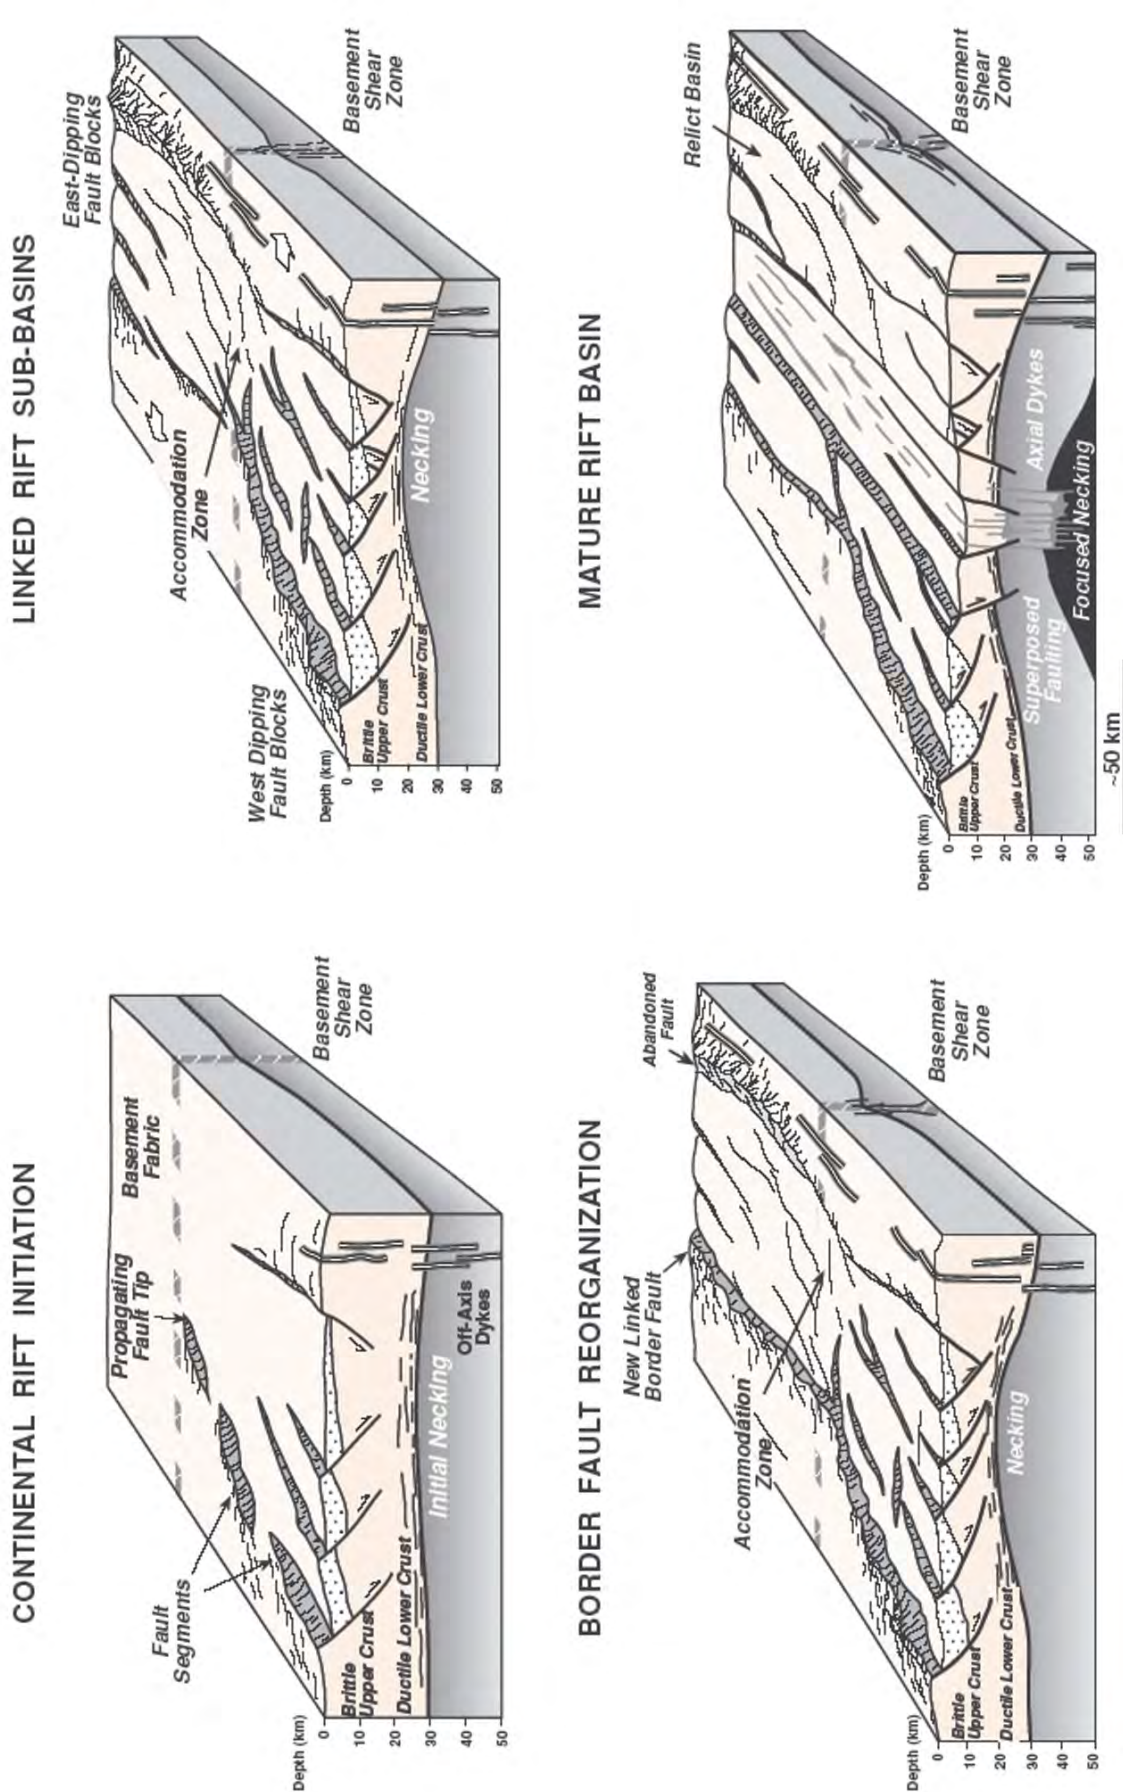 CONTINENTAL RIFT INITIATION
Fault
Segments
Propagating
Fault Tip
Basement
Fabric
Basement
Shear
Zone
Depth (km)
0
10
20
30
40
50
Brittle
Upper Crust
Ductile Lower Crust
Initial Necking
Off-Axis
Dykes
LINKED RIFT SUB-BASINS
West Dipping
Fault Blocks
Accommodation
Zone
East-Dipping
Fault Blocks
Basement
Shear
Zone
Depth (km)
0
10
20
30
40
50
Brittle
Upper Crust
Ductile Lower Crust
Necking
BORDER FAULT REORGANIZATION
Accommodation
Zone
New Linked
Border Fault
Abandoned
Fault
Basement
Shear
Zone
Depth (km)
0
10
20
30
40
50
Brittle
Upper Crust
Ductile Lower Crust
Necking
MATURE RIFT BASIN
Relict Basin
Basement
Shear
Zone
Depth (km)
0
10
20
30
40
50
Brittle
Upper Crust
Ductile Lower Crust
Superposed
Faulting
Axial Dykes
Focused Necking
~50 km